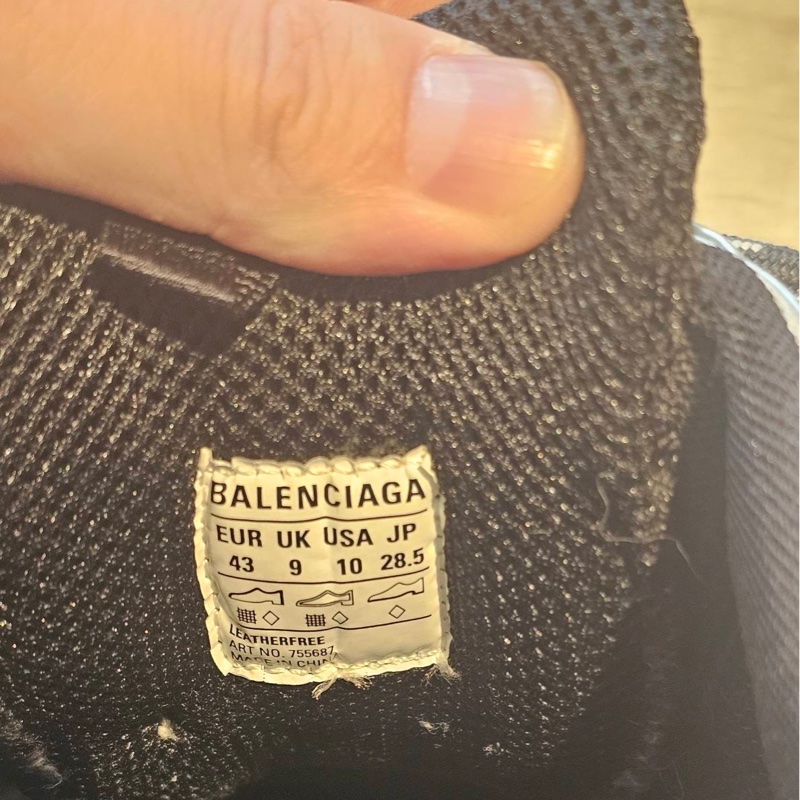 BALENCIAGA
EUR UK USA JP
43 9 10 28.5
LEATHERFREE
ART NO. 755687
MADE IN CHINA